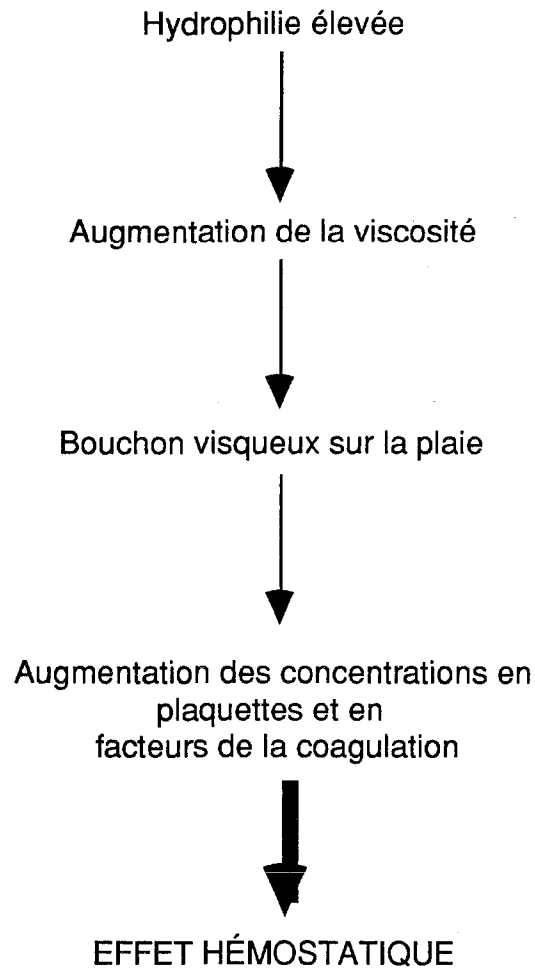 Hydrophilie élevée
Augmentation de la viscosité
Bouchon visqueux sur la plaie
Augmentation des concentrations en
plaquettes et en
facteurs de la coagulation
EFFET HÉMOSTATIQUE